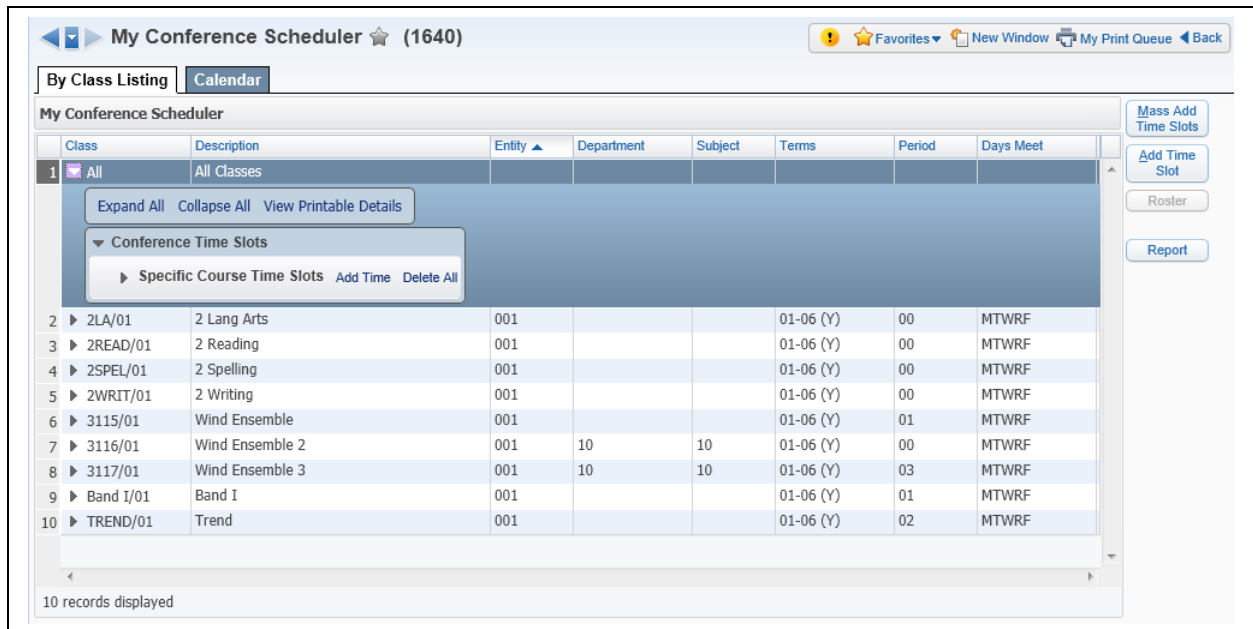 My Conference Scheduler (1640)
Favorites New Window My Print Queue Back
By Class Listing Calendar
My Conference Scheduler
Mass Add Time Slots
Add Time Slot
Roster
Report
Class Description Entity Department Subject Terms Period Days Meet
1 All All Classes
Expand All Collapse All View Printable Details
Conference Time Slots
Specific Course Time Slots Add Time Delete All
2 2LA/01 2 Lang Arts 001 01-06 (Y) 00 MTWRF
3 2READ/01 2 Reading 001 01-06 (Y) 00 MTWRF
4 2SPEL/01 2 Spelling 001 01-06 (Y) 00 MTWRF
5 2WRIT/01 2 Writing 001 01-06 (Y) 00 MTWRF
6 3115/01 Wind Ensemble 001 01-06 (Y) 01 MTWRF
7 3116/01 Wind Ensemble 2 001 10 10 01-06 (Y) 00 MTWRF
8 3117/01 Wind Ensemble 3 001 10 10 01-06 (Y) 03 MTWRF
9 Band I/01 Band I 001 01-06 (Y) 01 MTWRF
10 TREND/01 Trend 001 01-06 (Y) 02 MTWRF
10 records displayed